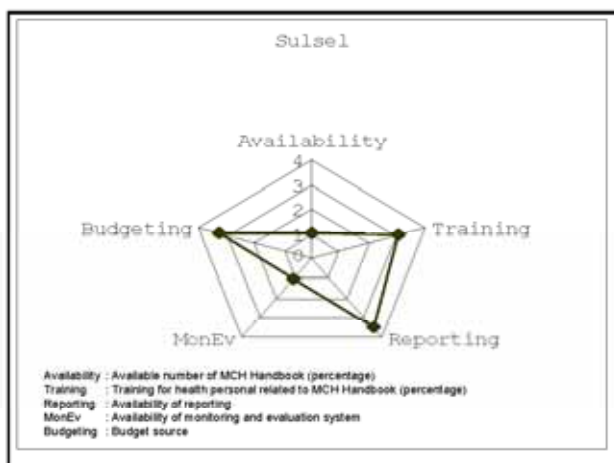 Sulsel
Availability
4
3
2
1
0
Budgeting
Training
MonEv
Reporting
Availability : Available number of MCH Handbook (percentage)
Training : Training for health personal related to MCH Handbook (percentage)
Reporting : Availability of reporting
MonEv : Availability of monitoring and evaluation system
Budgeting : Budget source